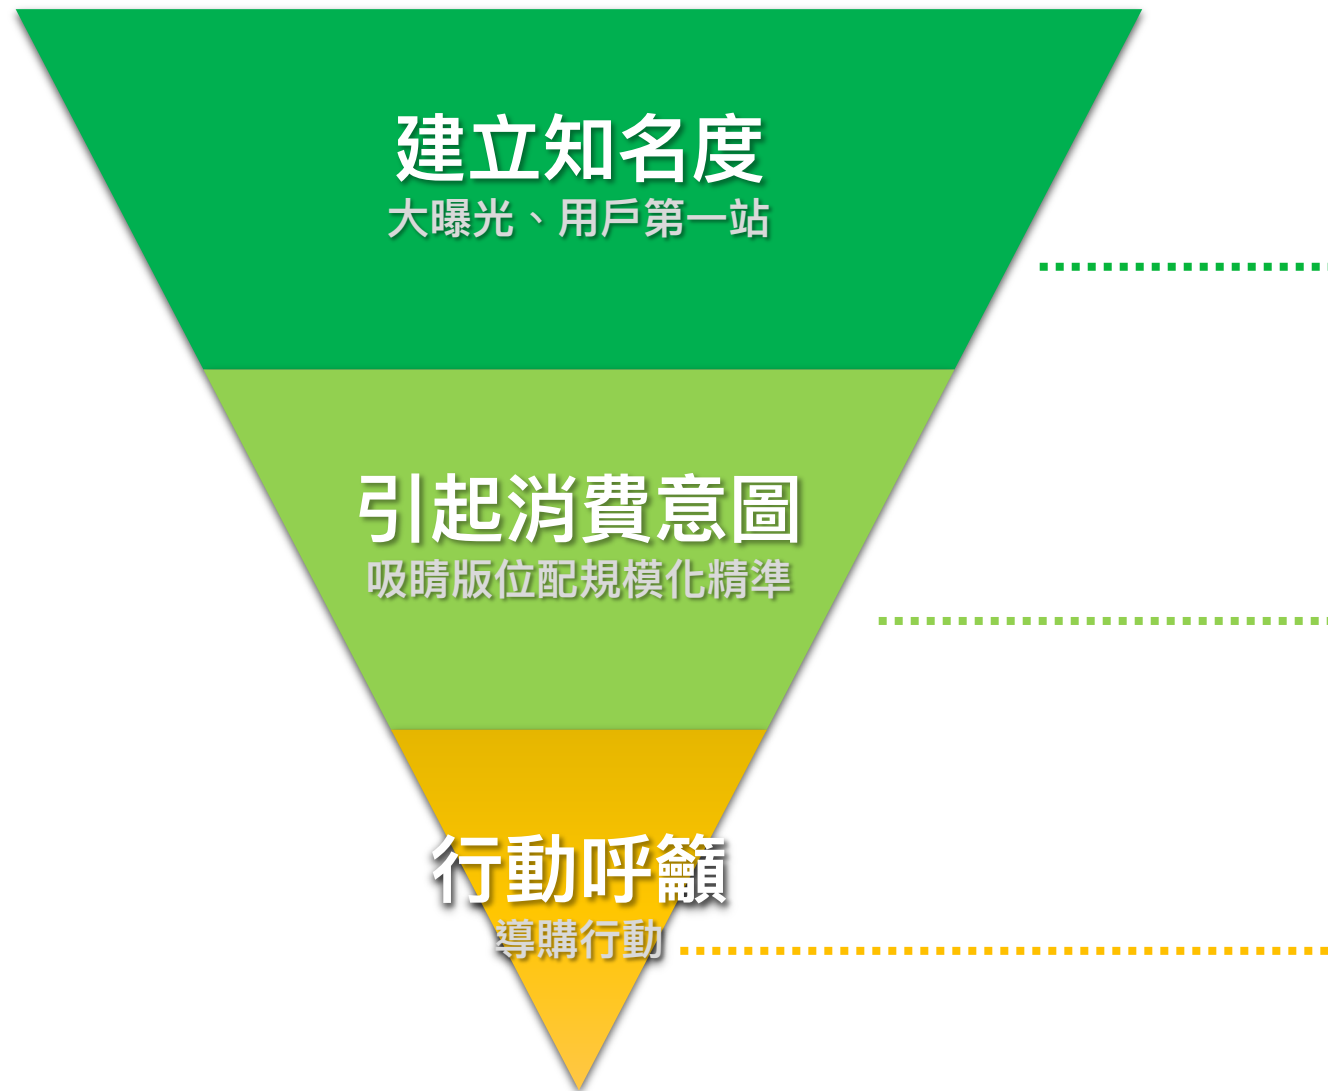 建立知名度
大曝光、用戶第一站
引起消費意圖
吸睛版位配規模化精準
行動呼籲
導購行動